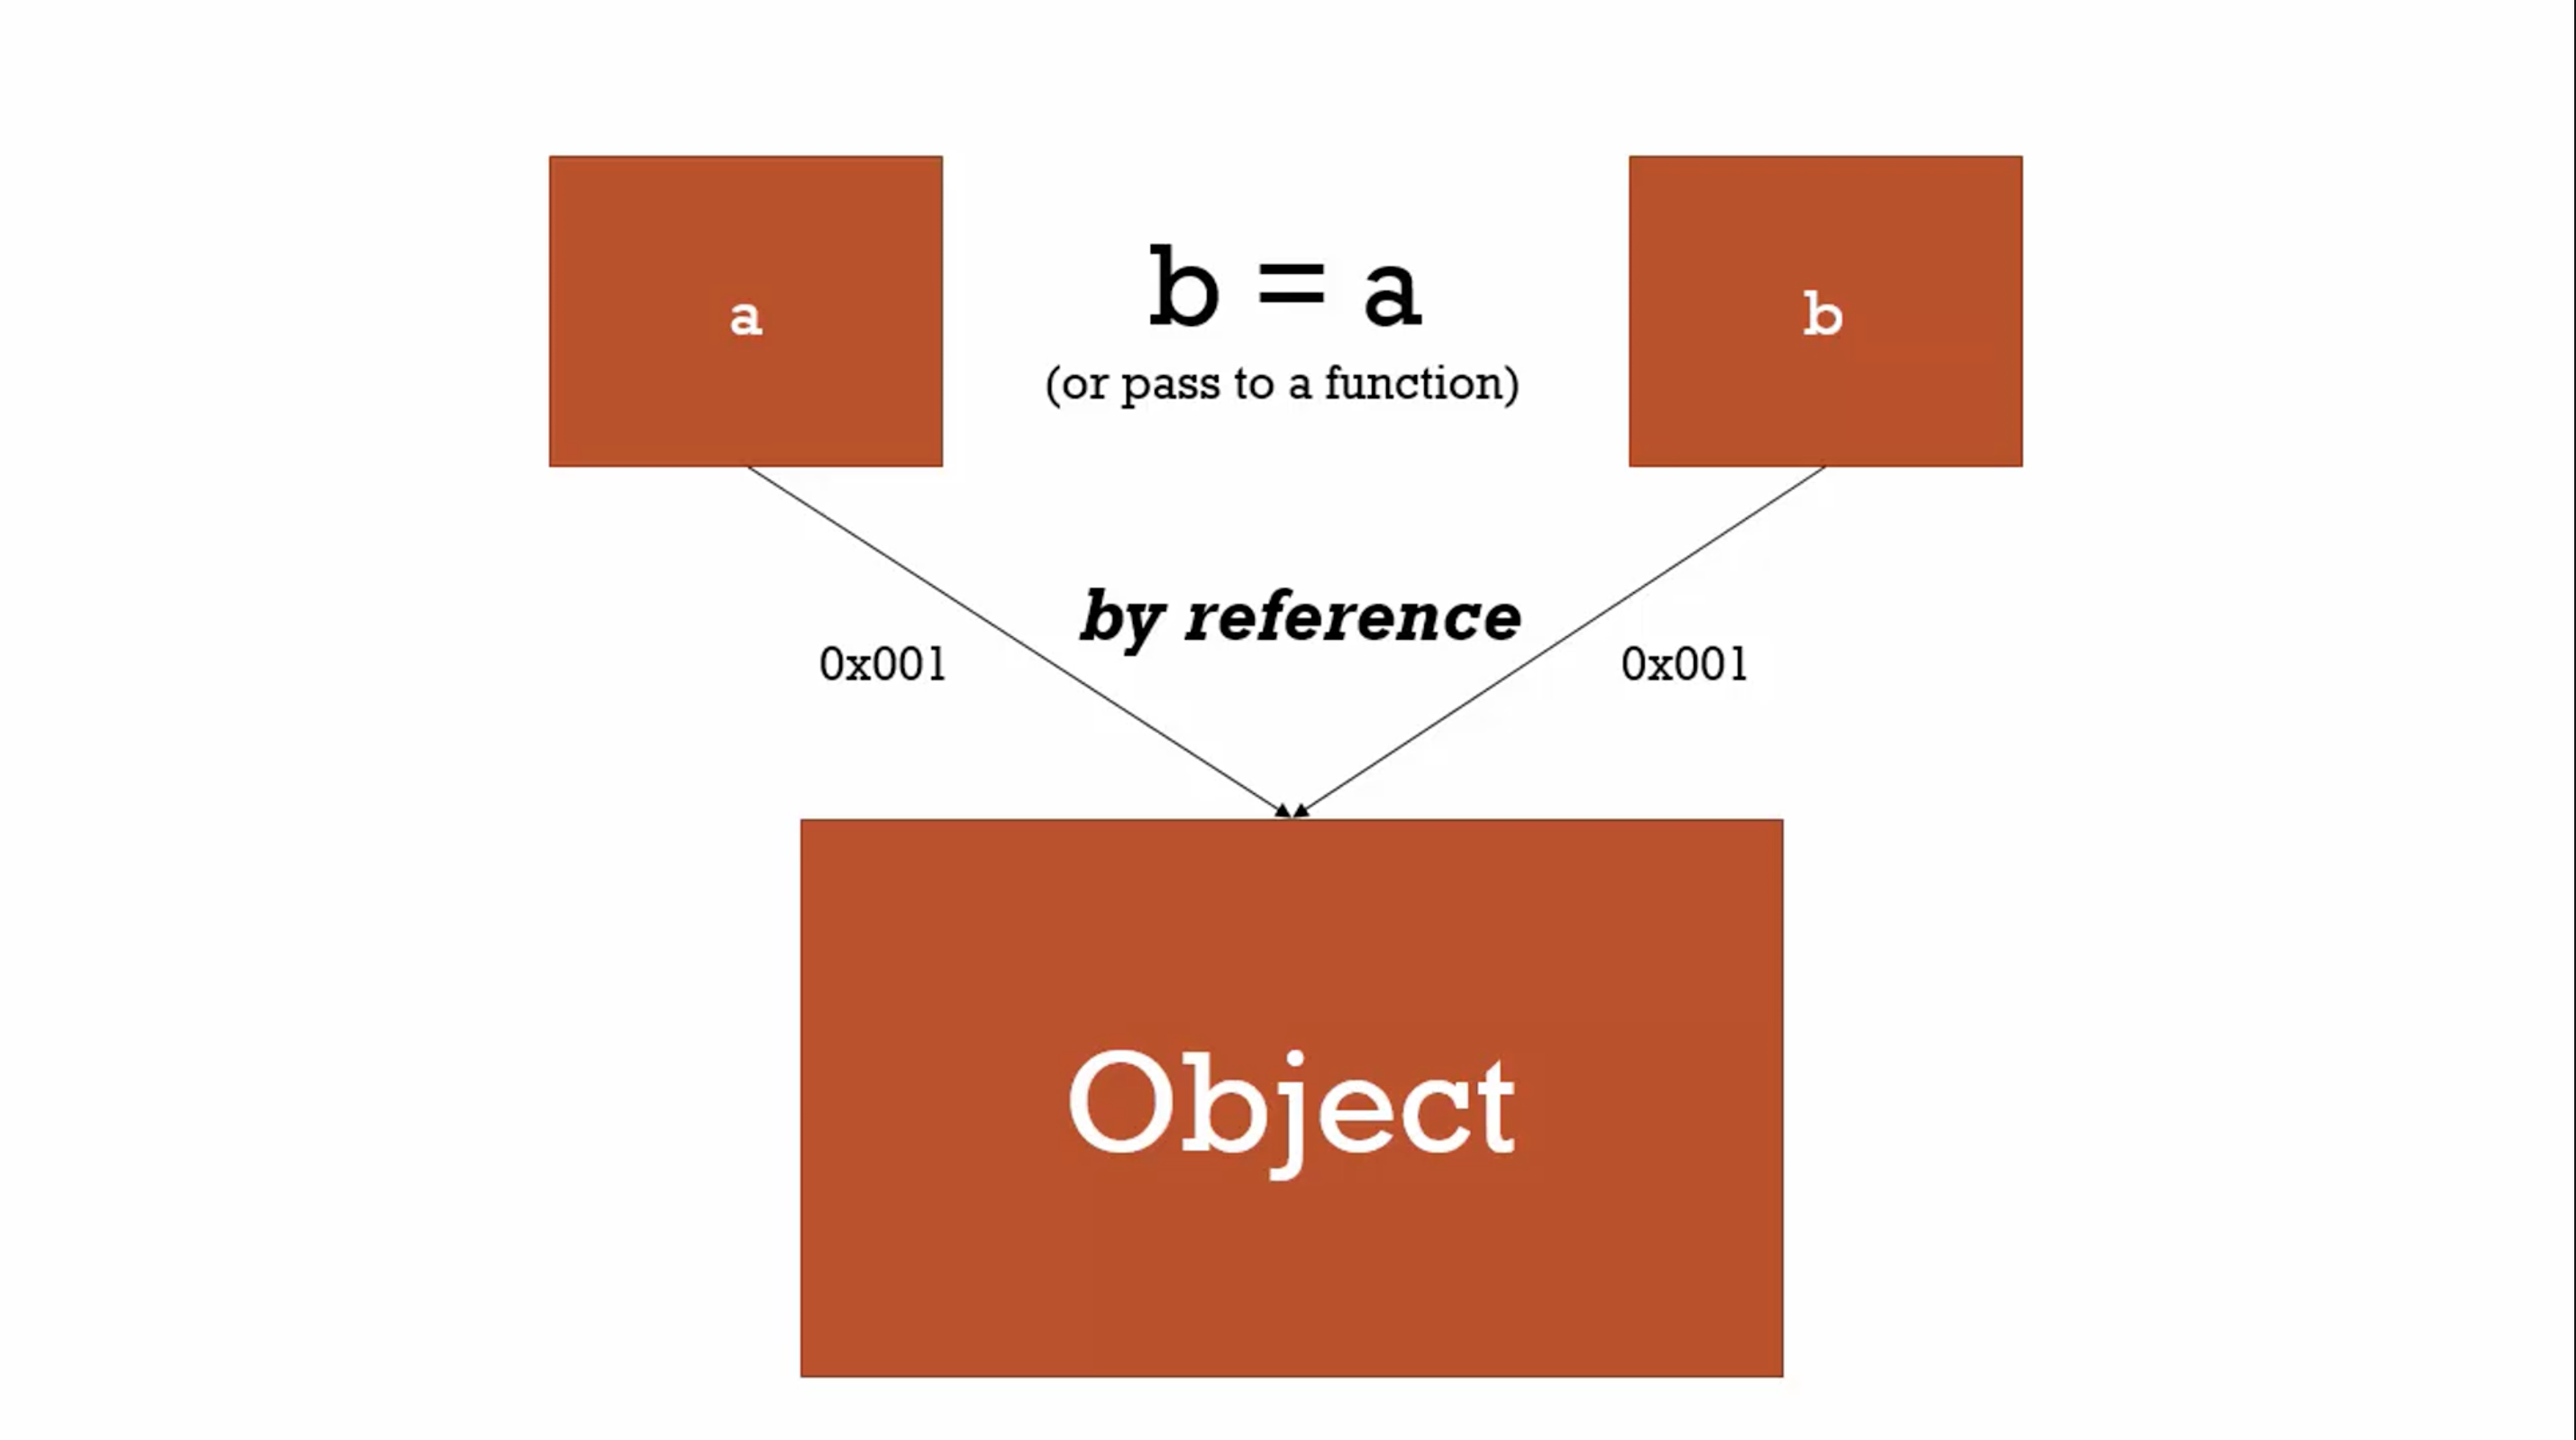 a
b = a
(or pass to a function)
b
by reference
0x001
0x001
Object